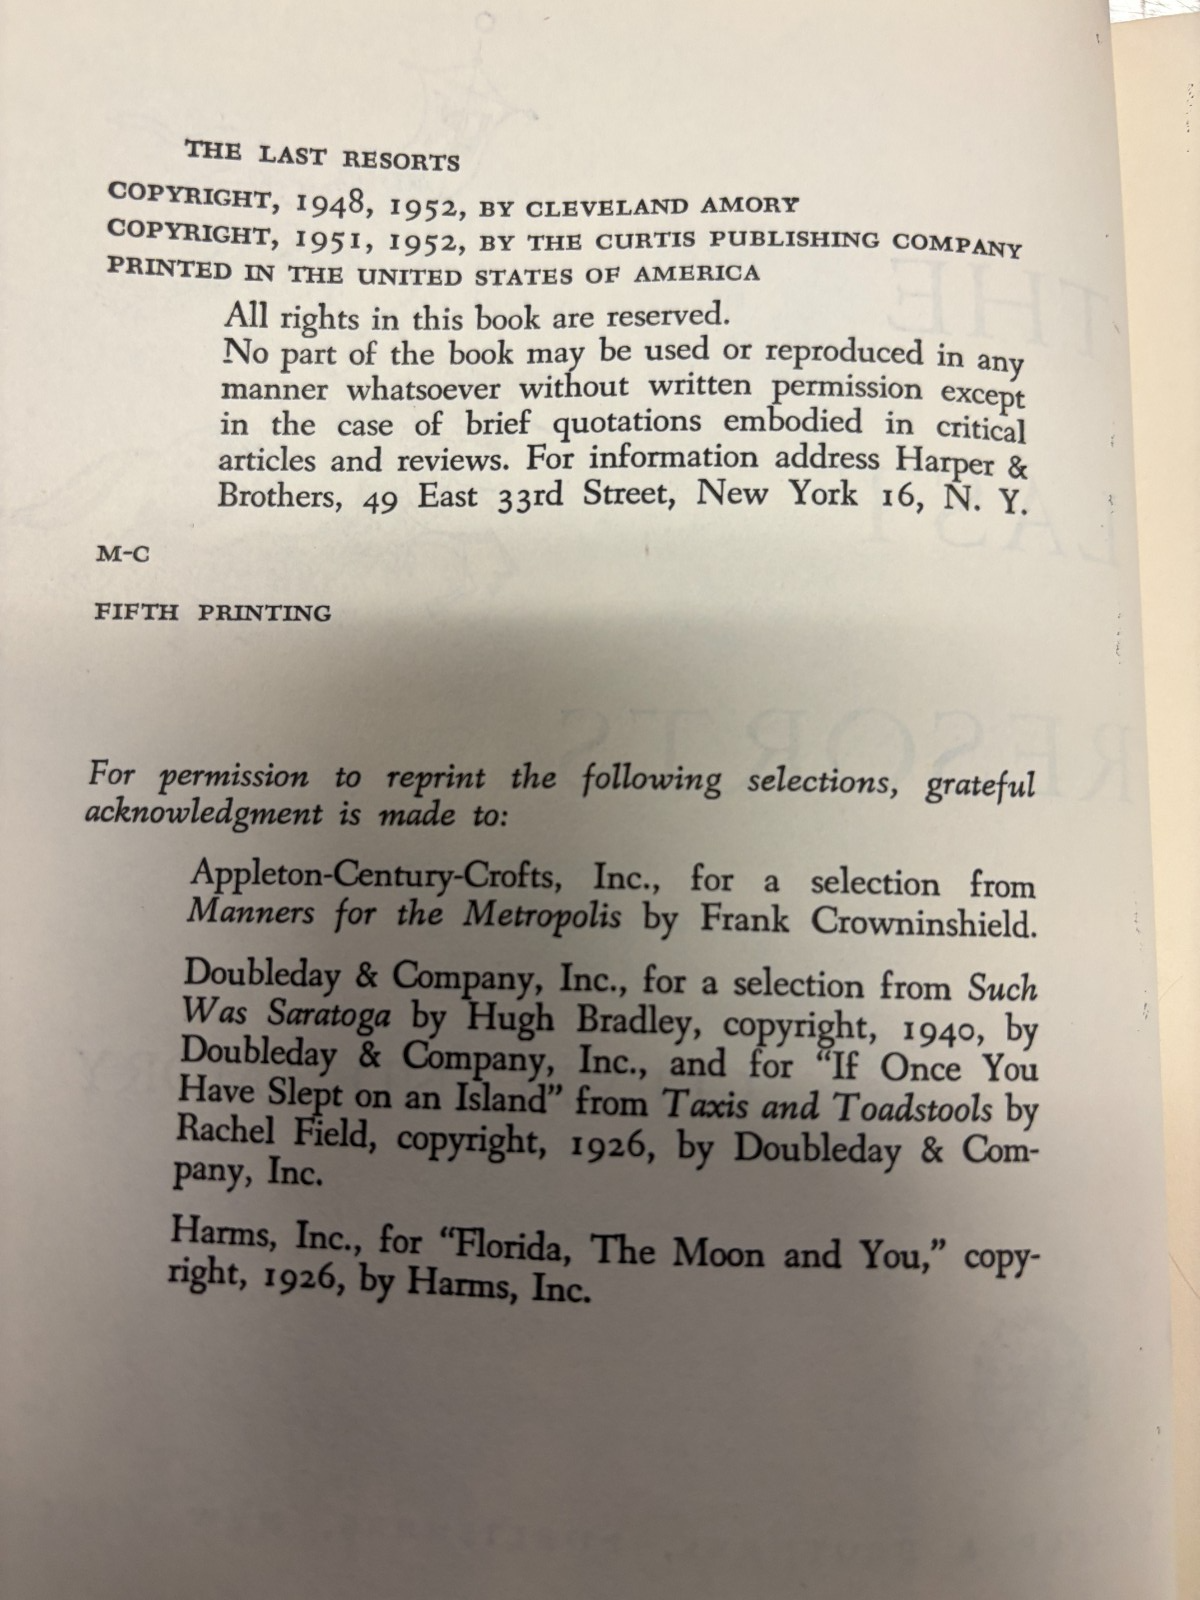 THE LAST RESORTS
COPYRIGHT, 1948, 1952, BY CLEVELAND AMORY
COPYRIGHT, 1951, 1952, BY THE CURTIS PUBLISHING COMPANY
PRINTED IN THE UNITED STATES OF AMERICA
All rights in this book are reserved.
No part of the book may be used or reproduced in any
manner whatsoever without written permission except
in the case of brief quotations embodied in critical
articles and reviews. For information address Harper &
Brothers, 49 East 33rd Street, New York 16, N. Y.
M-C
FIFTH PRINTING
For permission to reprint the following selections, grateful
acknowledgment is made to:
Appleton-Century-Crofts, Inc., for a selection from
Manners for the Metropolis by Frank Crowninshield.
Doubleday & Company, Inc., for a selection from Such
Was Saratoga by Hugh Bradley, copyright, 1940, by
Doubleday & Company, Inc., and for "If Once You
Have Slept on an Island" from Taxis and Toadstools by
Rachel Field, copyright, 1926, by Doubleday & Com-
pany, Inc.
Harms, Inc., for "Florida, The Moon and You," copy-
right, 1926, by Harms, Inc.